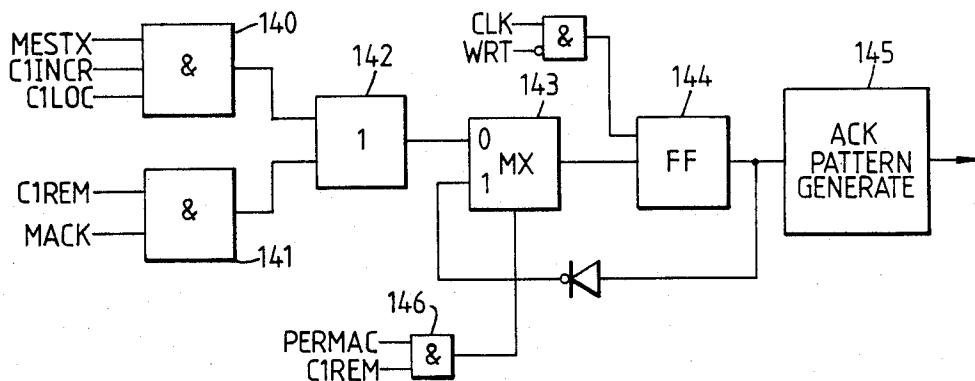 140
MESTX
C1INCR
C1LOC
&
142
1
C1REM
MACK
&
141
CLK
WRT
&
143
0
1
MX
144
FF
145
ACK
PATTERN
GENERATE
146
PERMAC
C1REM
&